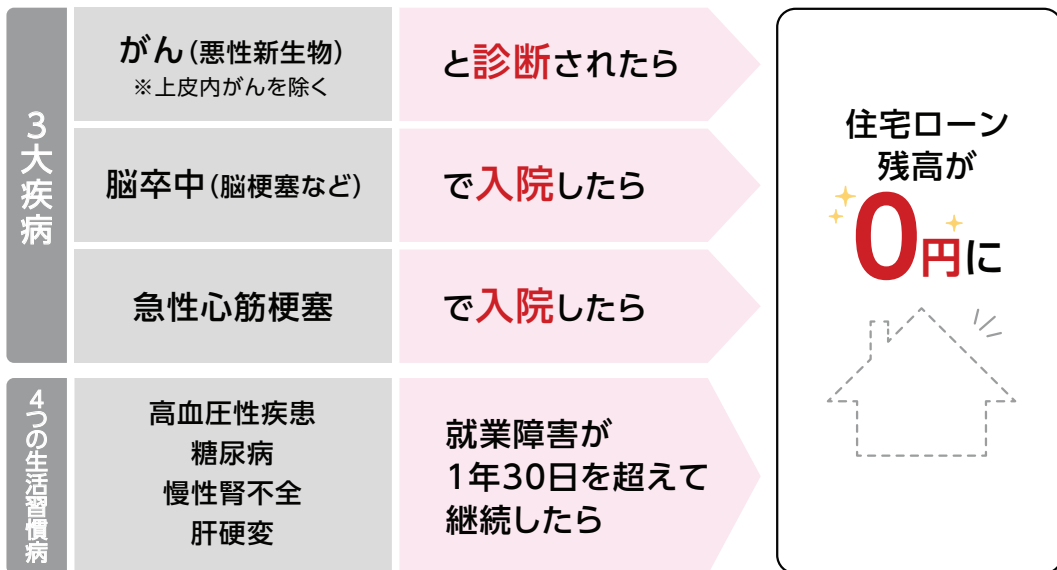 3大疾病
がん(悪性新生物)
※上皮内がんを除く
と診断されたら
脳卒中(脳梗塞など)
で入院したら
急性心筋梗塞
で入院したら
4つの生活習慣病
高血圧性疾患
糖尿病
慢性腎不全
肝硬変
就業障害が
1年30日を超えて
継続したら
住宅ローン
残高が
0円に